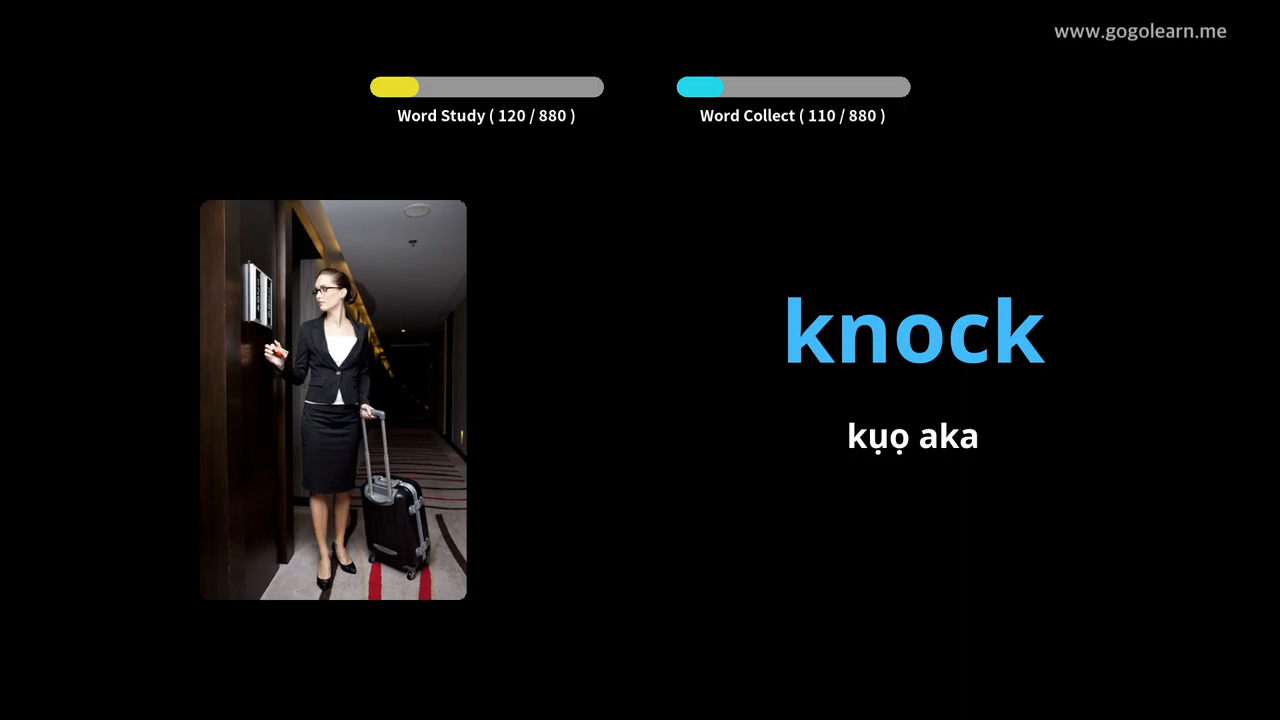 www.gogolearn.me
Word Study ( 120 / 880 )
Word Collect ( 110 / 880 )
knock
kụọ aka